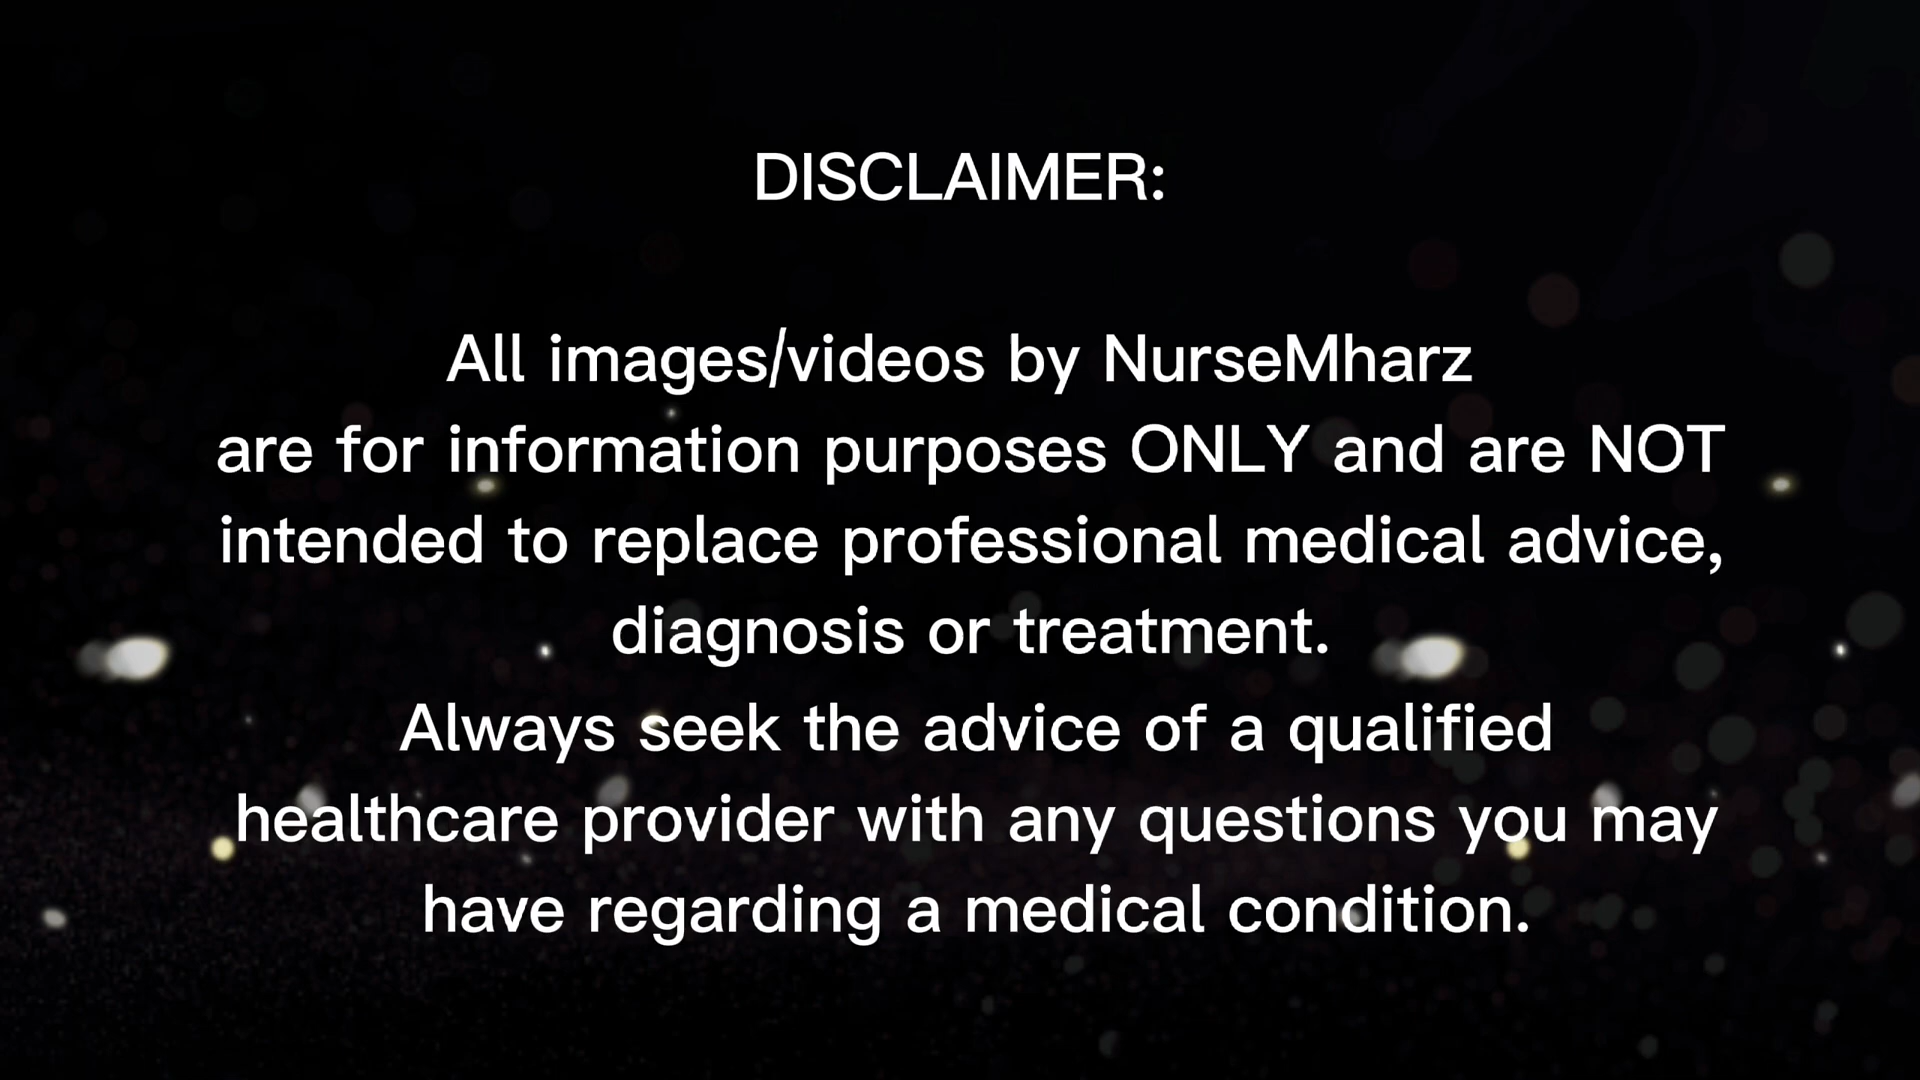 DISCLAIMER:
All images/videos by NurseMharz
are for information purposes ONLY and are NOT
intended to replace professional medical advice,
diagnosis or treatment.
Always seek the advice of a qualified
healthcare provider with any questions you may
have regarding a medical condition.